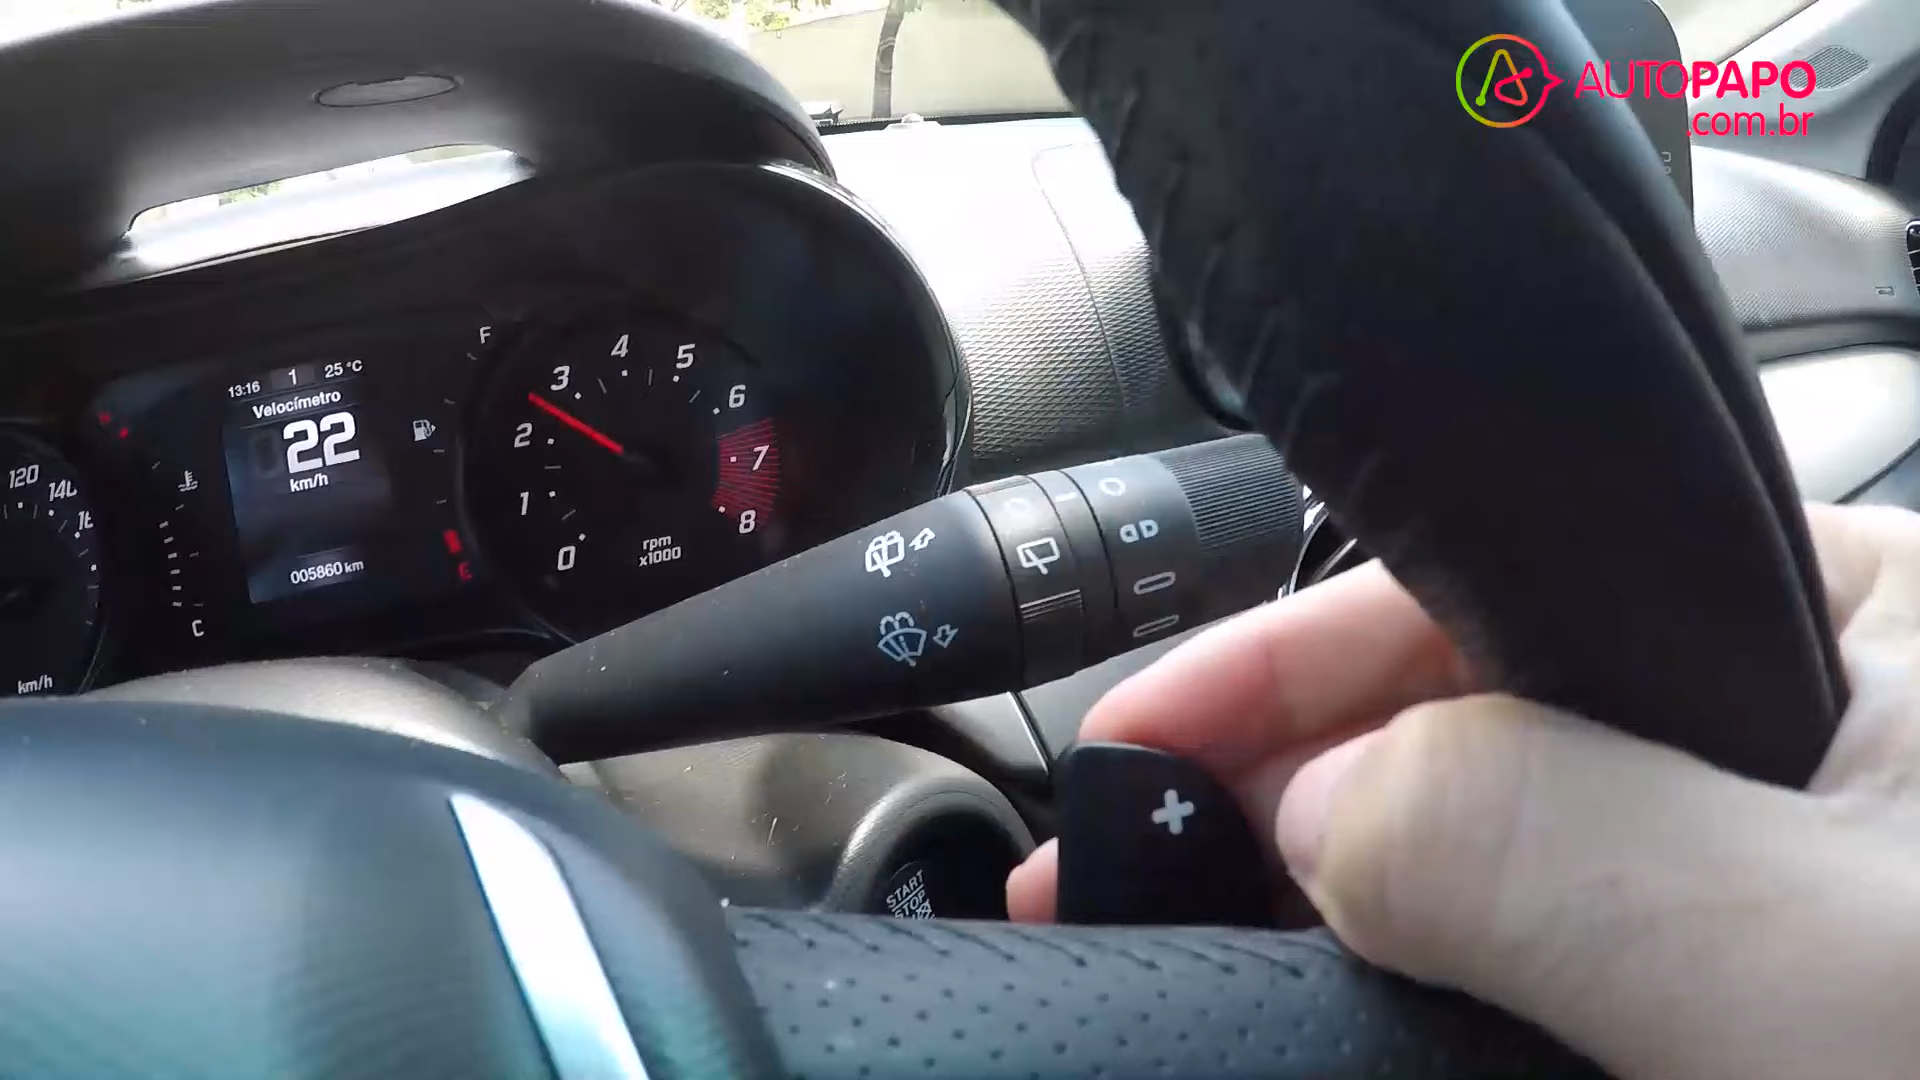 AUTOPAPO
.com.br
13:16 1 25 °C
Velocímetro
22
km/h
005860 km
F
E
C
120
140
km/h
0
1
2
3
4
5
6
7
8
rpm
x1000
START
STOP